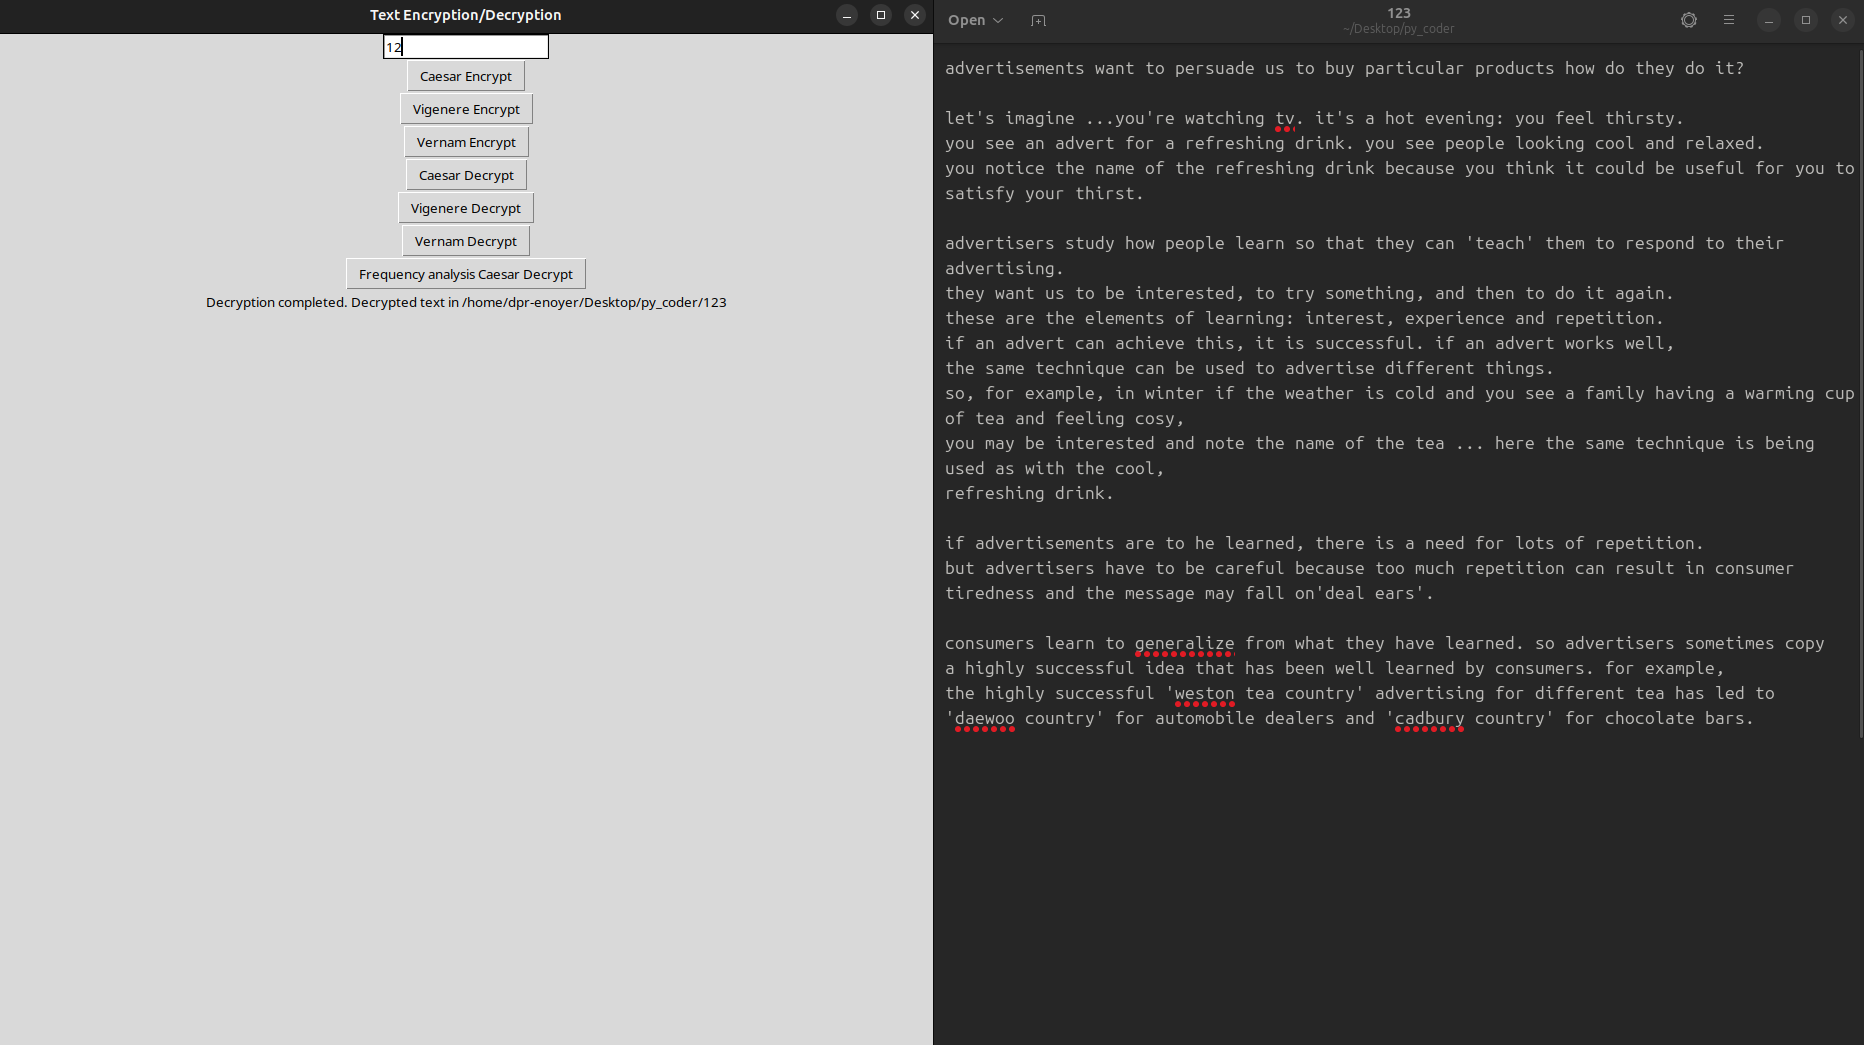 Text Encryption/Decryption
12
Caesar Encrypt
Vigenere Encrypt
Vernam Encrypt
Caesar Decrypt
Vigenere Decrypt
Vernam Decrypt
Frequency analysis Caesar Decrypt
Decryption completed. Decrypted text in /home/dpr-enoyer/Desktop/py_coder/123
Open
123
~/Desktop/py_coder
advertisements want to persuade us to buy particular products how do they do it?
let's imagine ...you're watching tv. it's a hot evening: you feel thirsty.
you see an advert for a refreshing drink. you see people looking cool and relaxed.
you notice the name of the refreshing drink because you think it could be useful for you to
satisfy your thirst.
advertisers study how people learn so that they can 'teach' them to respond to their
advertising.
they want us to be interested, to try something, and then to do it again.
these are the elements of learning: interest, experience and repetition.
if an advert can achieve this, it is successful. if an advert works well,
the same technique can be used to advertise different things.
so, for example, in winter if the weather is cold and you see a family having a warming cup
of tea and feeling cosy,
you may be interested and note the name of the tea ... here the same technique is being
used as with the cool,
refreshing drink.
if advertisements are to he learned, there is a need for lots of repetition.
but advertisers have to be careful because too much repetition can result in consumer
tiredness and the message may fall on'deal ears'.
consumers learn to generalize from what they have learned. so advertisers sometimes copy
a highly successful idea that has been well learned by consumers. for example,
the highly successful 'weston tea country' advertising for different tea has led to
'daewoo country' for automobile dealers and 'cadbury country' for chocolate bars.